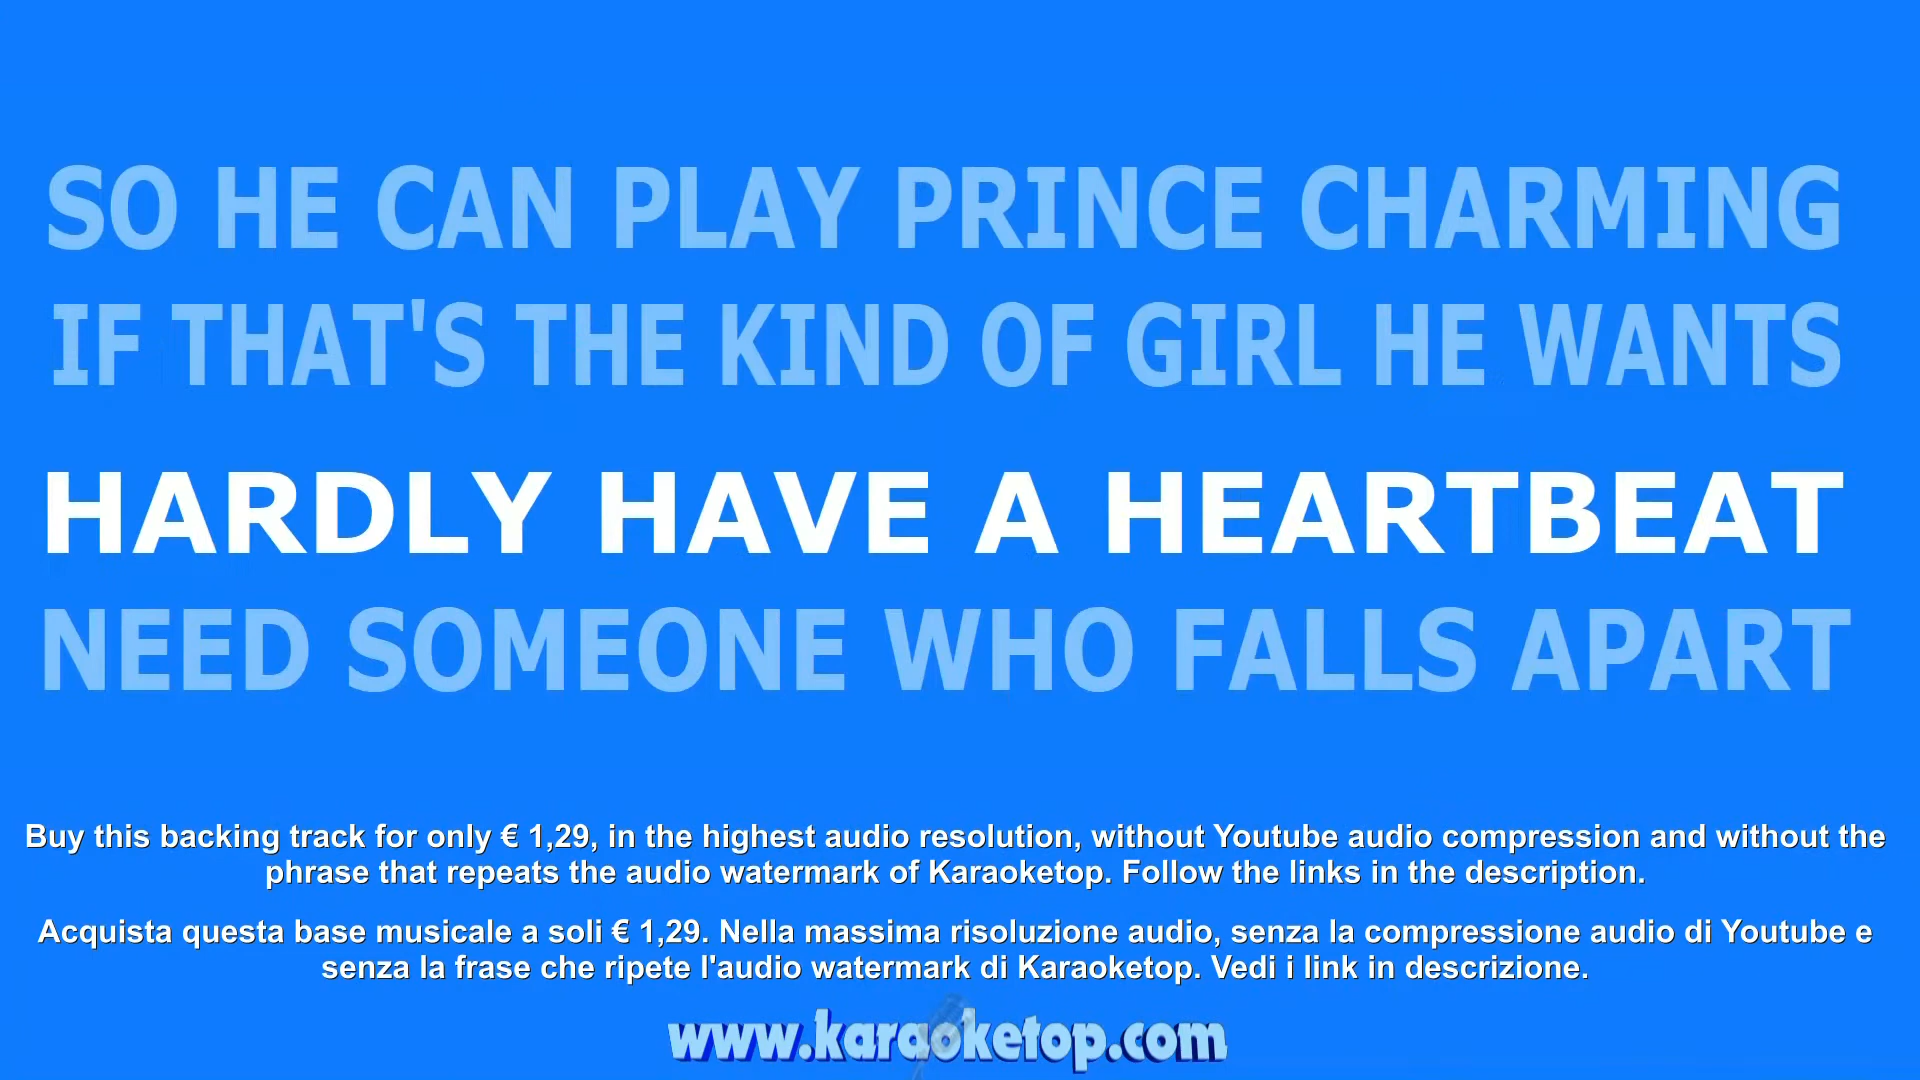 SO HE CAN PLAY PRINCE CHARMING
IF THAT'S THE KIND OF GIRL HE WANTS
HARDLY HAVE A HEARTBEAT
NEED SOMEONE WHO FALLS APART
Buy this backing track for only € 1,29, in the highest audio resolution, without Youtube audio compression and without the
phrase that repeats the audio watermark of Karaoketop. Follow the links in the description.
Acquista questa base musicale a soli € 1,29. Nella massima risoluzione audio, senza la compressione audio di Youtube e
senza la frase che ripete l'audio watermark di Karaoketop. Vedi i link in descrizione.
www.karaoketop.com